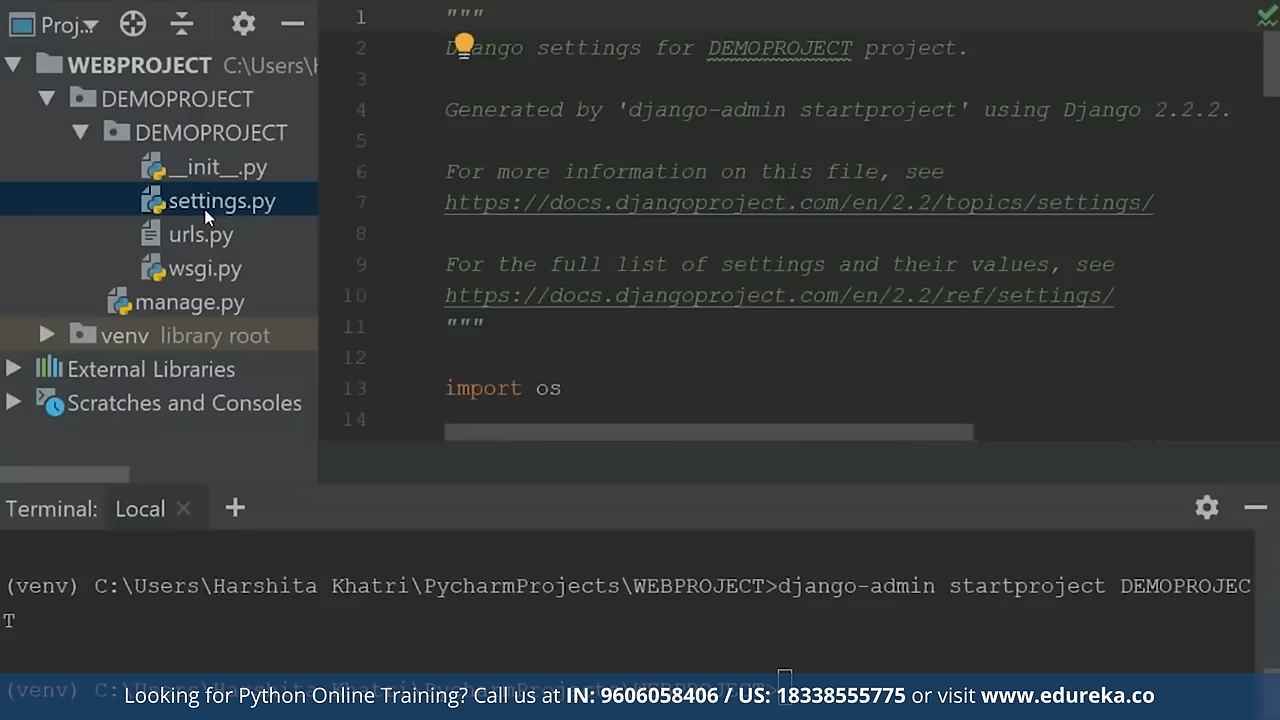 Proj..
WEBPROJECT C:\Users\
DEMOPROJECT
DEMOPROJECT
__init__.py
settings.py
urls.py
wsgi.py
manage.py
venv library root
External Libraries
Scratches and Consoles
1 """
2 Django settings for DEMOPROJECT project.
3
4 Generated by 'django-admin startproject' using Django 2.2.2.
5
6 For more information on this file, see
7 https://docs.djangoproject.com/en/2.2/topics/settings/
8
9 For the full list of settings and their values, see
10 https://docs.djangoproject.com/en/2.2/ref/settings/
11 """
12
13 import os
14
Terminal: Local
(venv) C:\Users\Harshita Khatri\PycharmProjects\WEBPROJECT>django-admin startproject DEMOPROJEC
T
(venv) C:\Users\Harshita Khatri\PycharmProjects\WEBPROJECT>
Looking for Python Online Training? Call us at IN: 9606058406 / US: 18338555775 or visit www.edureka.co